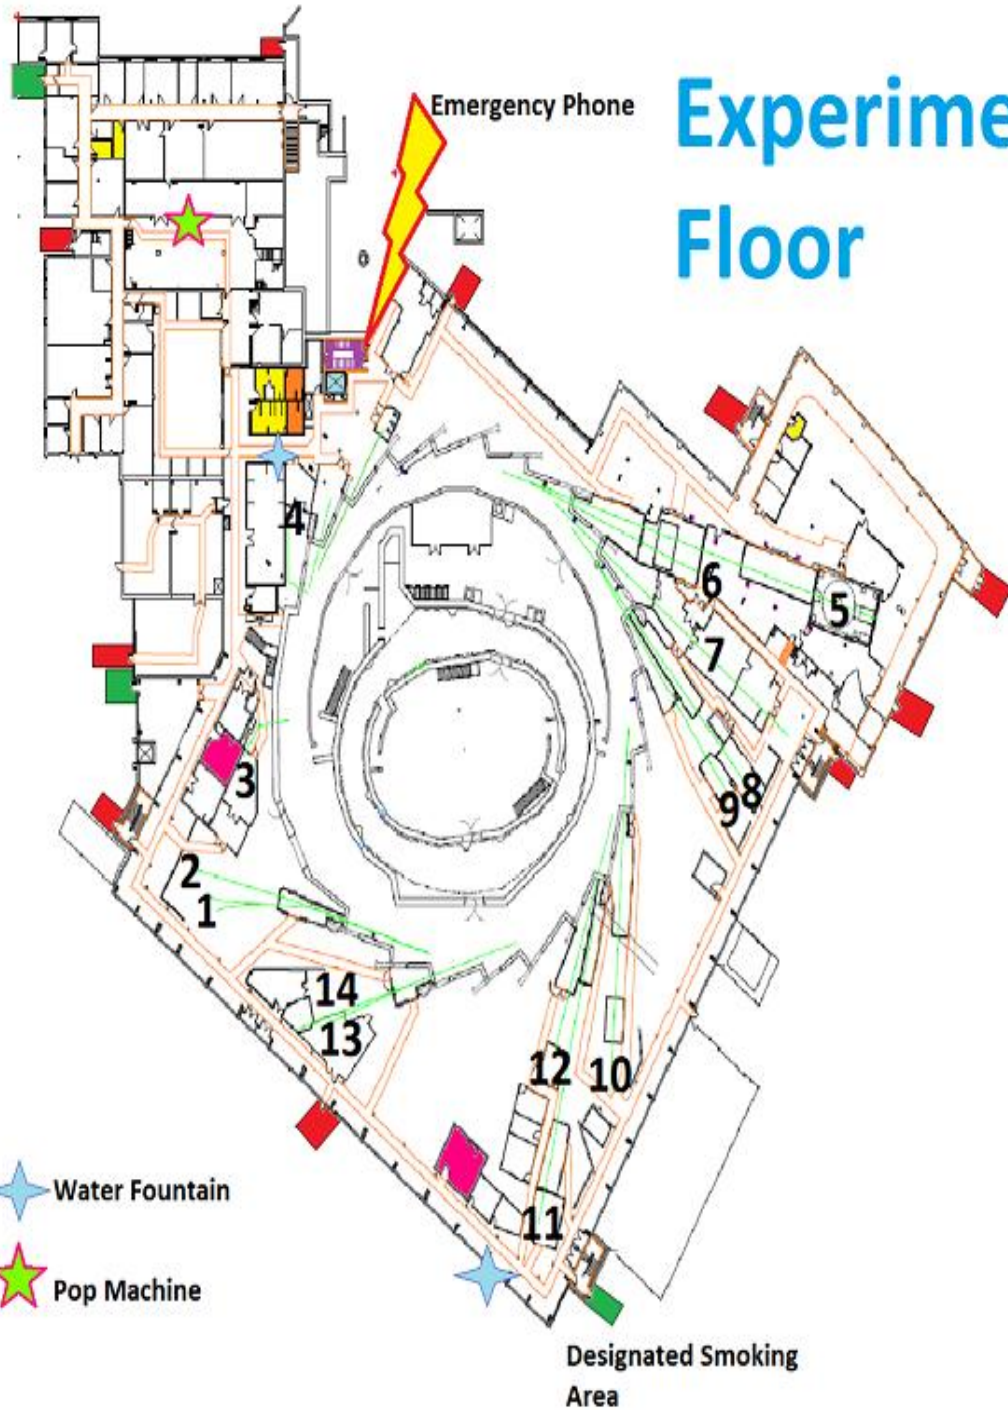 Emergency Phone
Experime
Floor
4
6
5
7
3
8
9
2
1
14
13
12
10
11
Water Fountain
Pop Machine
Designated Smoking
Area